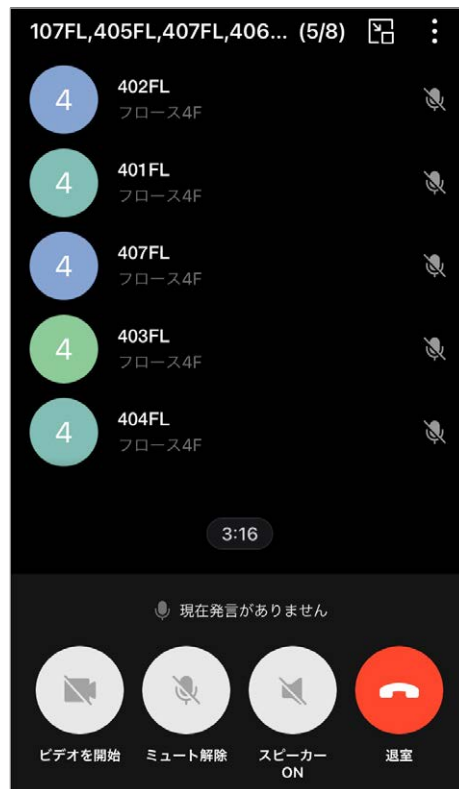 107FL,405FL,407FL,406... (5/8)
4
402FL
フロース4F
4
401FL
フロース4F
4
407FL
フロース4F
4
403FL
フロース4F
4
404FL
フロース4F
3:16
現在発言がありません
ビデオを開始
ミュート解除
スピーカー
ON
退室